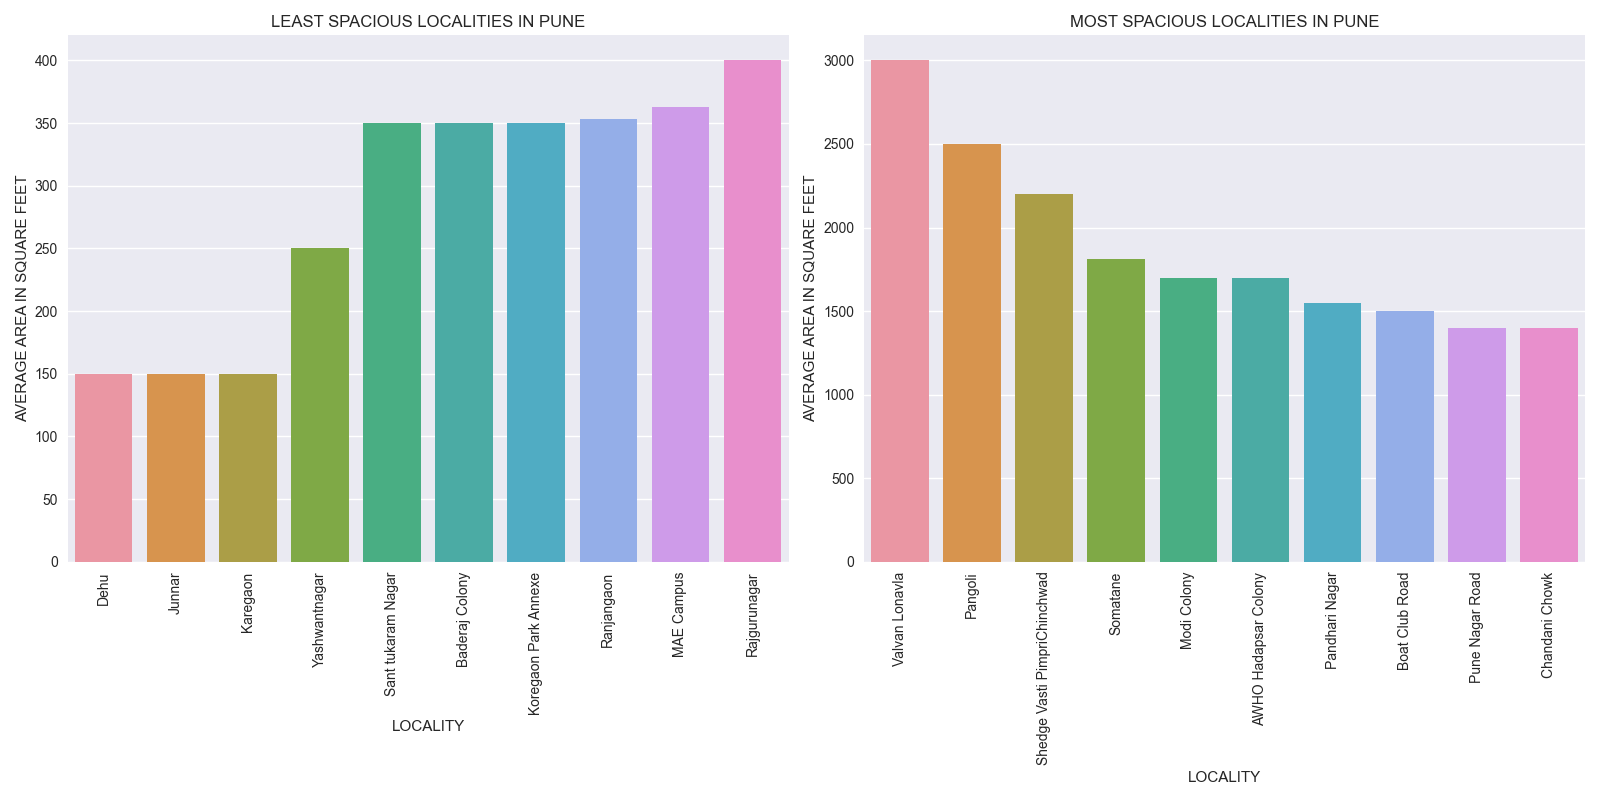 LEAST SPACIOUS LOCALITIES IN PUNE
AVERAGE AREA IN SQUARE FEET
400
350
300
250
200
150
100
50
0
Dehu
Junnar
Karegaon
Yashwantnagar
Sant tukaram Nagar
Baderaj Colony
Koregaon Park Annexe
Ranjangaon
MAE Campus
Rajgurunagar
LOCALITY
MOST SPACIOUS LOCALITIES IN PUNE
AVERAGE AREA IN SQUARE FEET
3000
2500
2000
1500
1000
500
0
Valvan Lonavla
Pangoli
Shedge Vasti PimpriChinchwad
Somatane
Modi Colony
AWHO Hadapsar Colony
Pandhari Nagar
Boat Club Road
Pune Nagar Road
Chandani Chowk
LOCALITY